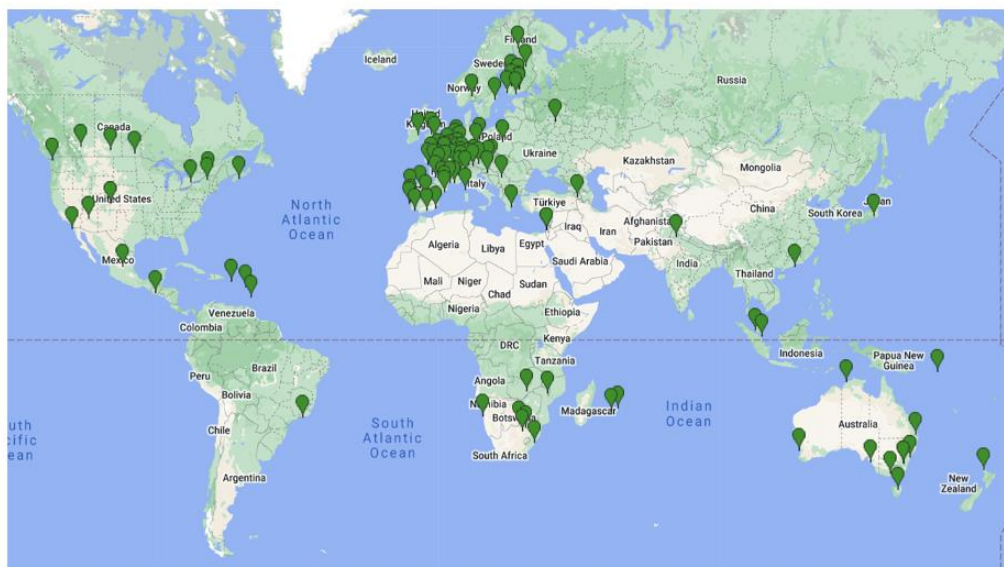 Iceland
Finland
Sweden
Norway
Russia
Canada
United
Kingdom
Poland
Ukraine
Kazakhstan
Mongolia
Italy
United States
North
Atlantic
Ocean
Türkiye
China
South Korea
Japan
Afghanistan
Iraq
Iran
Pakistan
Algeria
Libya
Egypt
Saudi Arabia
India
Mexico
Mali
Niger
Chad
Sudan
Thailand
Nigeria
Ethiopia
Venezuela
Colombia
Kenya
DRC
Indonesia
Papua New
Guinea
Tanzania
Peru
Brazil
Angola
Bolivia
Namibia
Madagascar
Indian
Ocean
Australia
Chile
South
Atlantic
Ocean
South Africa
Argentina
New
Zealand